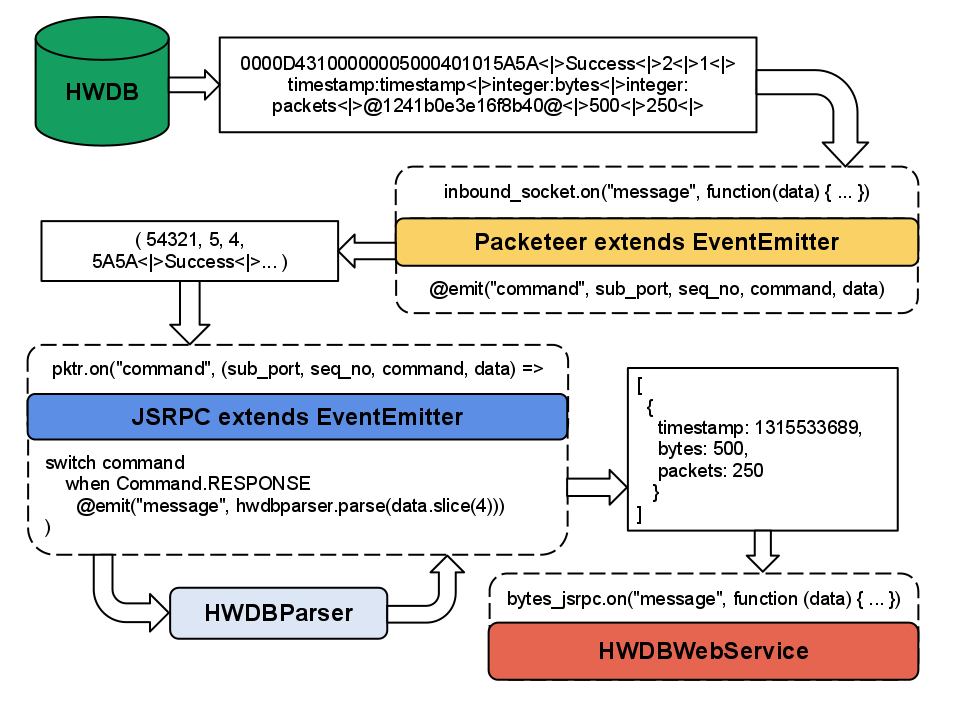 HWDB
0000D431000000005000401015A5A<|>Success<|>2<|>1<|>
timestamp:timestamp<|>integer:bytes<|>integer:
packets<|>@1241b0e3e16f8b40@<|>500<|>250<|>
inbound_socket.on("message", function(data) { ... })
Packeteer extends EventEmitter
@emit("command", sub_port, seq_no, command, data)
( 54321, 5, 4,
5A5A<|>Success<|>... )
pktr.on("command", (sub_port, seq_no, command, data) =>
JSRPC extends EventEmitter
switch command
when Command.RESPONSE
@emit("message", hwdbparser.parse(data.slice(4)))
)
[
{
timestamp: 1315533689,
bytes: 500,
packets: 250
}
]
HWDBParser
bytes_jsrpc.on("message", function (data) { ... })
HWDBWebService